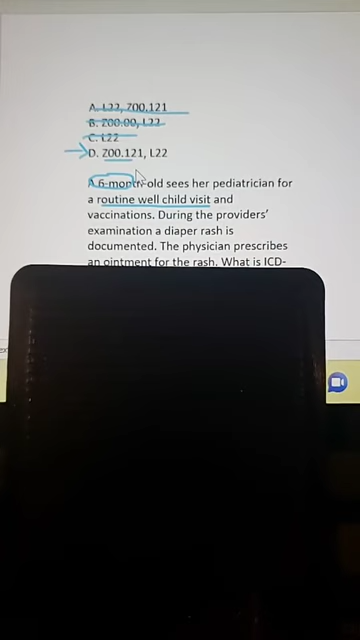 A. L22, Z00.121
B. Z00.00, L22
C. L22
D. Z00.121, L22
A 6-month-old sees her pediatrician for
a routine well child visit and
vaccinations. During the providers'
examination a diaper rash is
documented. The physician prescribes
an ointment for the rash. What is ICD-